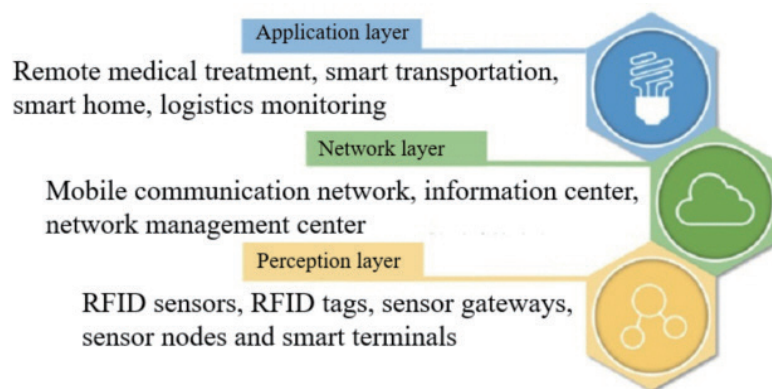 Application layer
Remote medical treatment, smart transportation,
smart home, logistics monitoring
Network layer
Mobile communication network, information center,
network management center
Perception layer
RFID sensors, RFID tags, sensor gateways,
sensor nodes and smart terminals